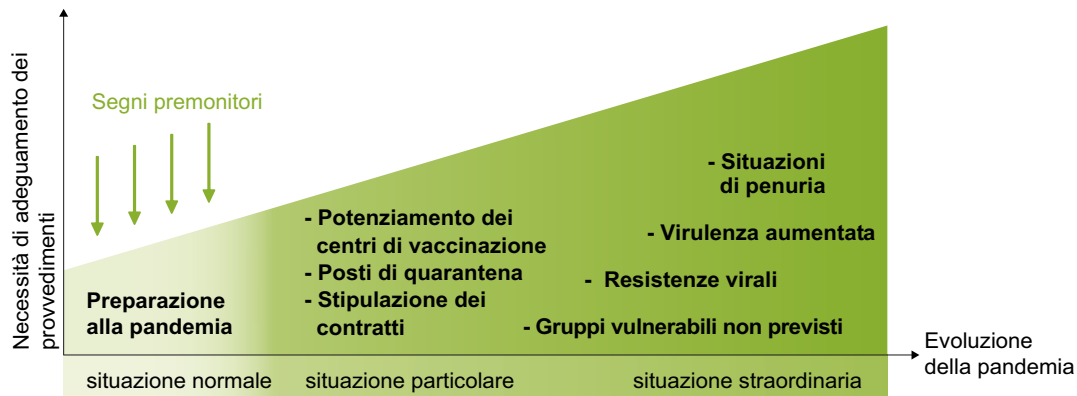 Necessità di adeguamento dei
provvedimenti
Segni premonitori
Preparazione
alla pandemia
- Potenziamento dei
centri di vaccinazione
- Posti di quarantena
- Stipulazione dei
contratti
- Situazioni
di penuria
- Virulenza aumentata
- Resistenze virali
- Gruppi vulnerabili non previsti
situazione normale
situazione particolare
situazione straordinaria
Evoluzione
della pandemia